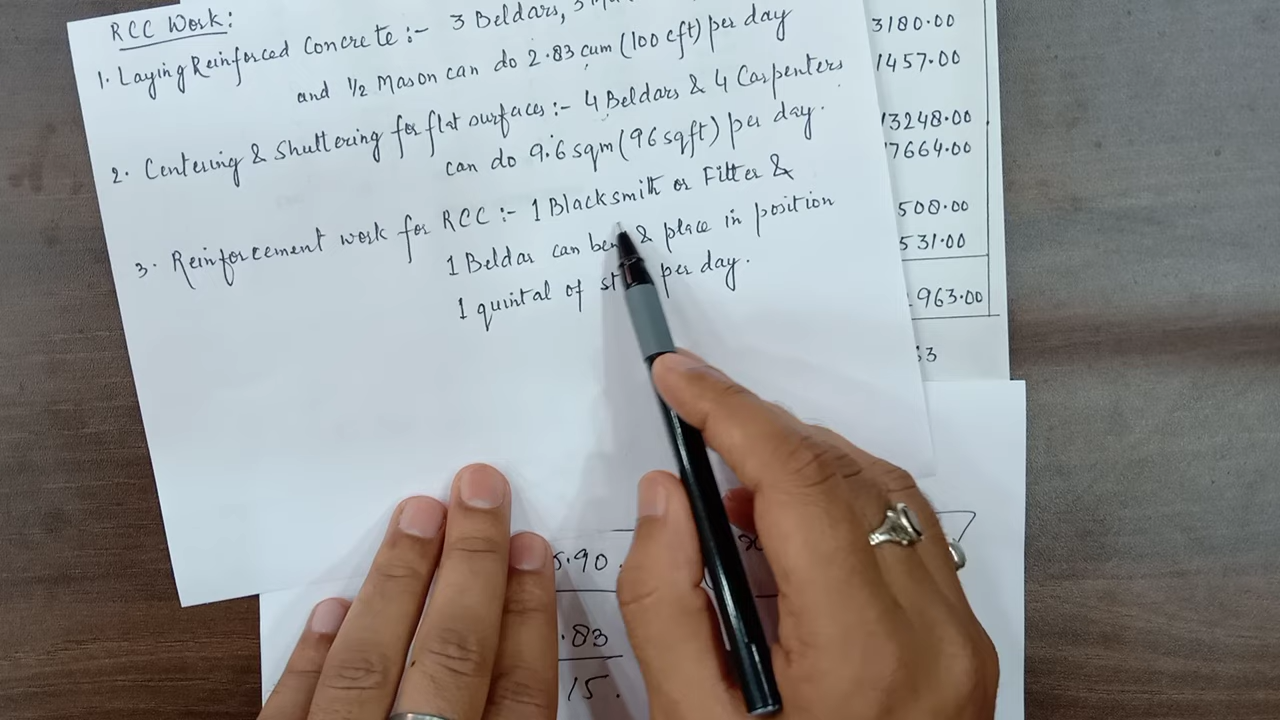 RCC Work:
1. Laying Reinforced Concrete :- 3 Beldars, 3
and 1/2 Mason can do 2.83 cum (100 cft) per day
2. Centering & Shuttering for flat surfaces :- 4 Beldars & 4 Carpenters
can do 9.6 sqm (96 sqft) per day.
3. Reinforcement work for RCC :- 1 Blacksmith or Fitter &
1 Beldar can & place in position
1 quintal of per day.
3180.00
1457.00
13248.00
7664.00
508.00
531.00
963.00
63
5.90
.83
15.